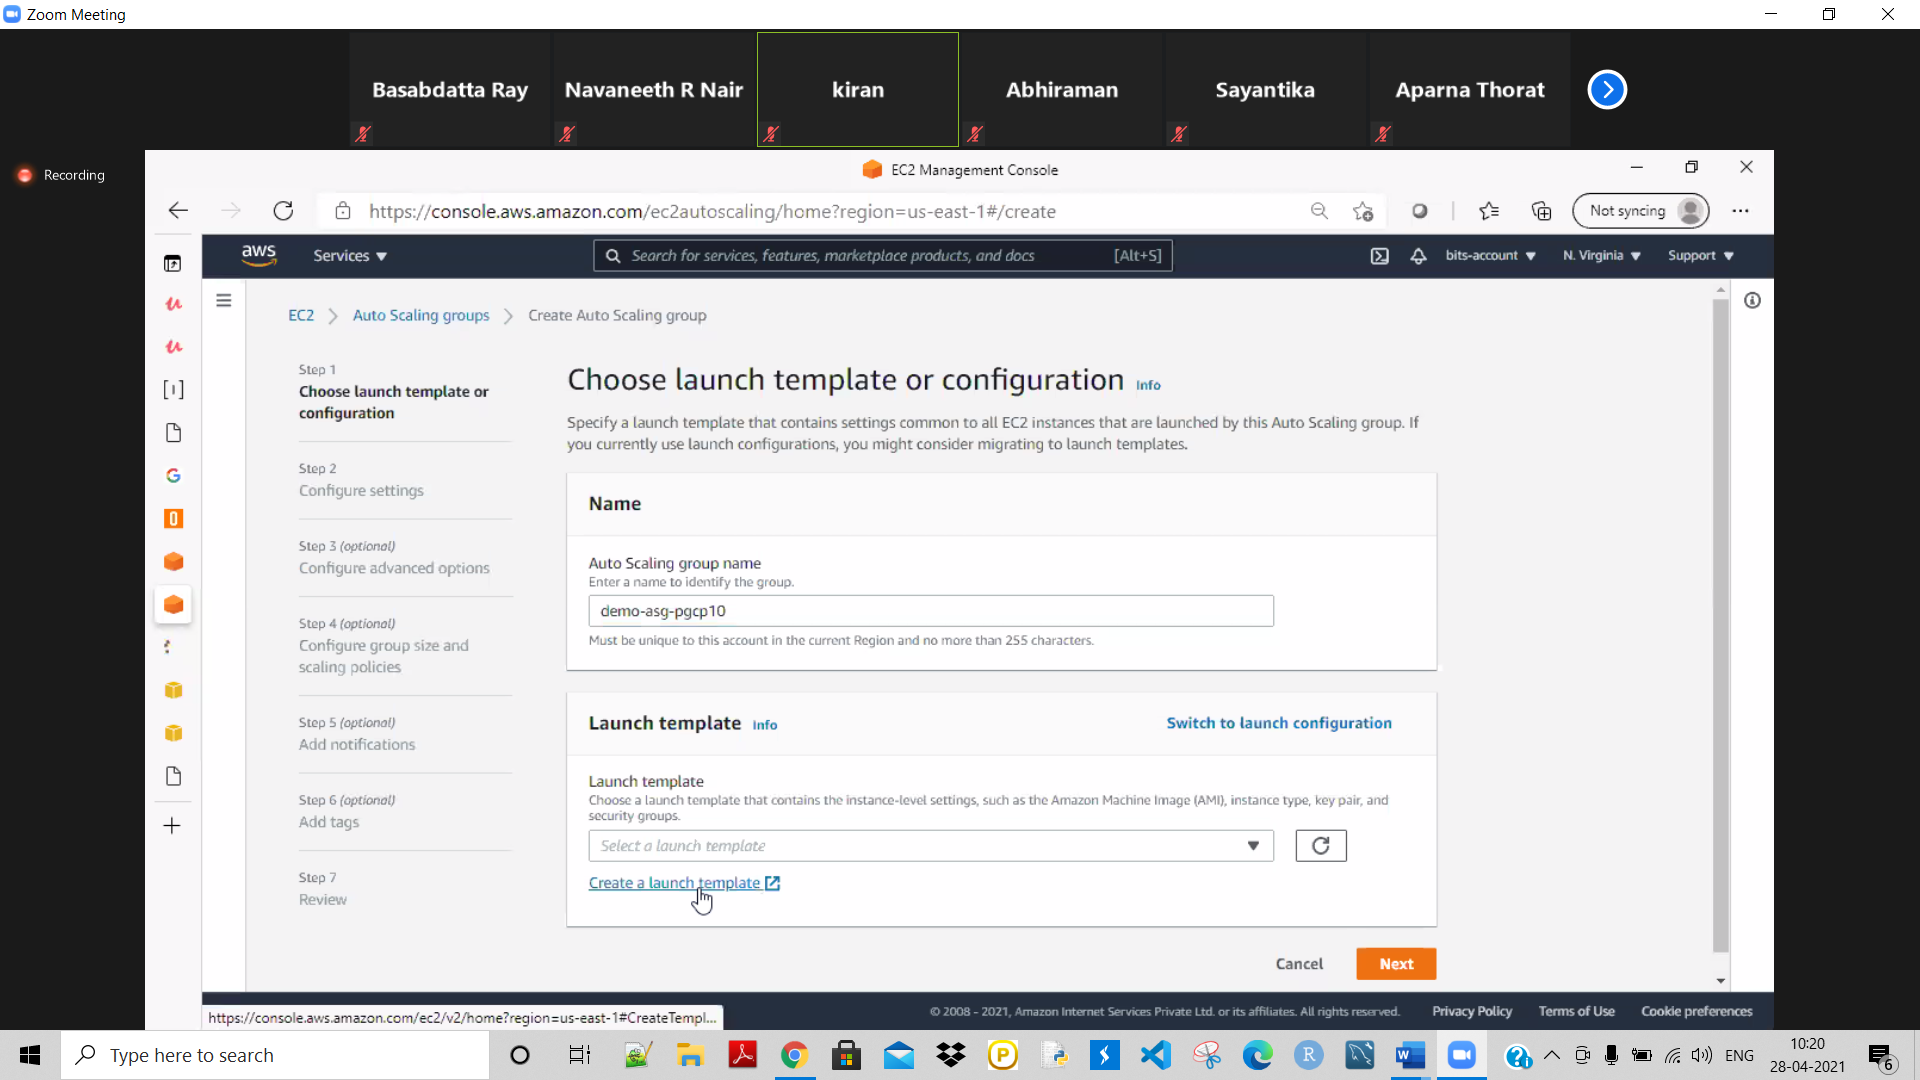 Zoom Meeting
Basabdatta Ray
Navaneeth R Nair
kiran
Abhiraman
Sayantika
Aparna Thorat
Recording
EC2 Management Console
https://console.aws.amazon.com/ec2autoscaling/home?region=us-east-1#/create
Not syncing
aws
Services
Search for services, features, marketplace products, and docs
[Alt+S]
bits-account
N. Virginia
Support
EC2
Auto Scaling groups
Create Auto Scaling group
Step 1
Choose launch template or
configuration
Step 2
Configure settings
Step 3 (optional)
Configure advanced options
Step 4 (optional)
Configure group size and
scaling policies
Step 5 (optional)
Add notifications
Step 6 (optional)
Add tags
Step 7
Review
Choose launch template or configuration Info
Specify a launch template that contains settings common to all EC2 instances that are launched by this Auto Scaling group. If
you currently use launch configurations, you might consider migrating to launch templates.
Name
Auto Scaling group name
Enter a name to identify the group.
demo-asg-pgcp10
Must be unique to this account in the current Region and no more than 255 characters.
Launch template Info
Switch to launch configuration
Launch template
Choose a launch template that contains the instance-level settings, such as the Amazon Machine Image (AMI), instance type, key pair, and
security groups.
Select a launch template
Create a launch template
Cancel
Next
https://console.aws.amazon.com/ec2/v2/home?region=us-east-1#CreateTempl...
© 2008 - 2021, Amazon Internet Services Private Ltd. or its affiliates. All rights reserved.
Privacy Policy
Terms of Use
Cookie preferences
Type here to search
ENG
10:20
28-04-2021
6